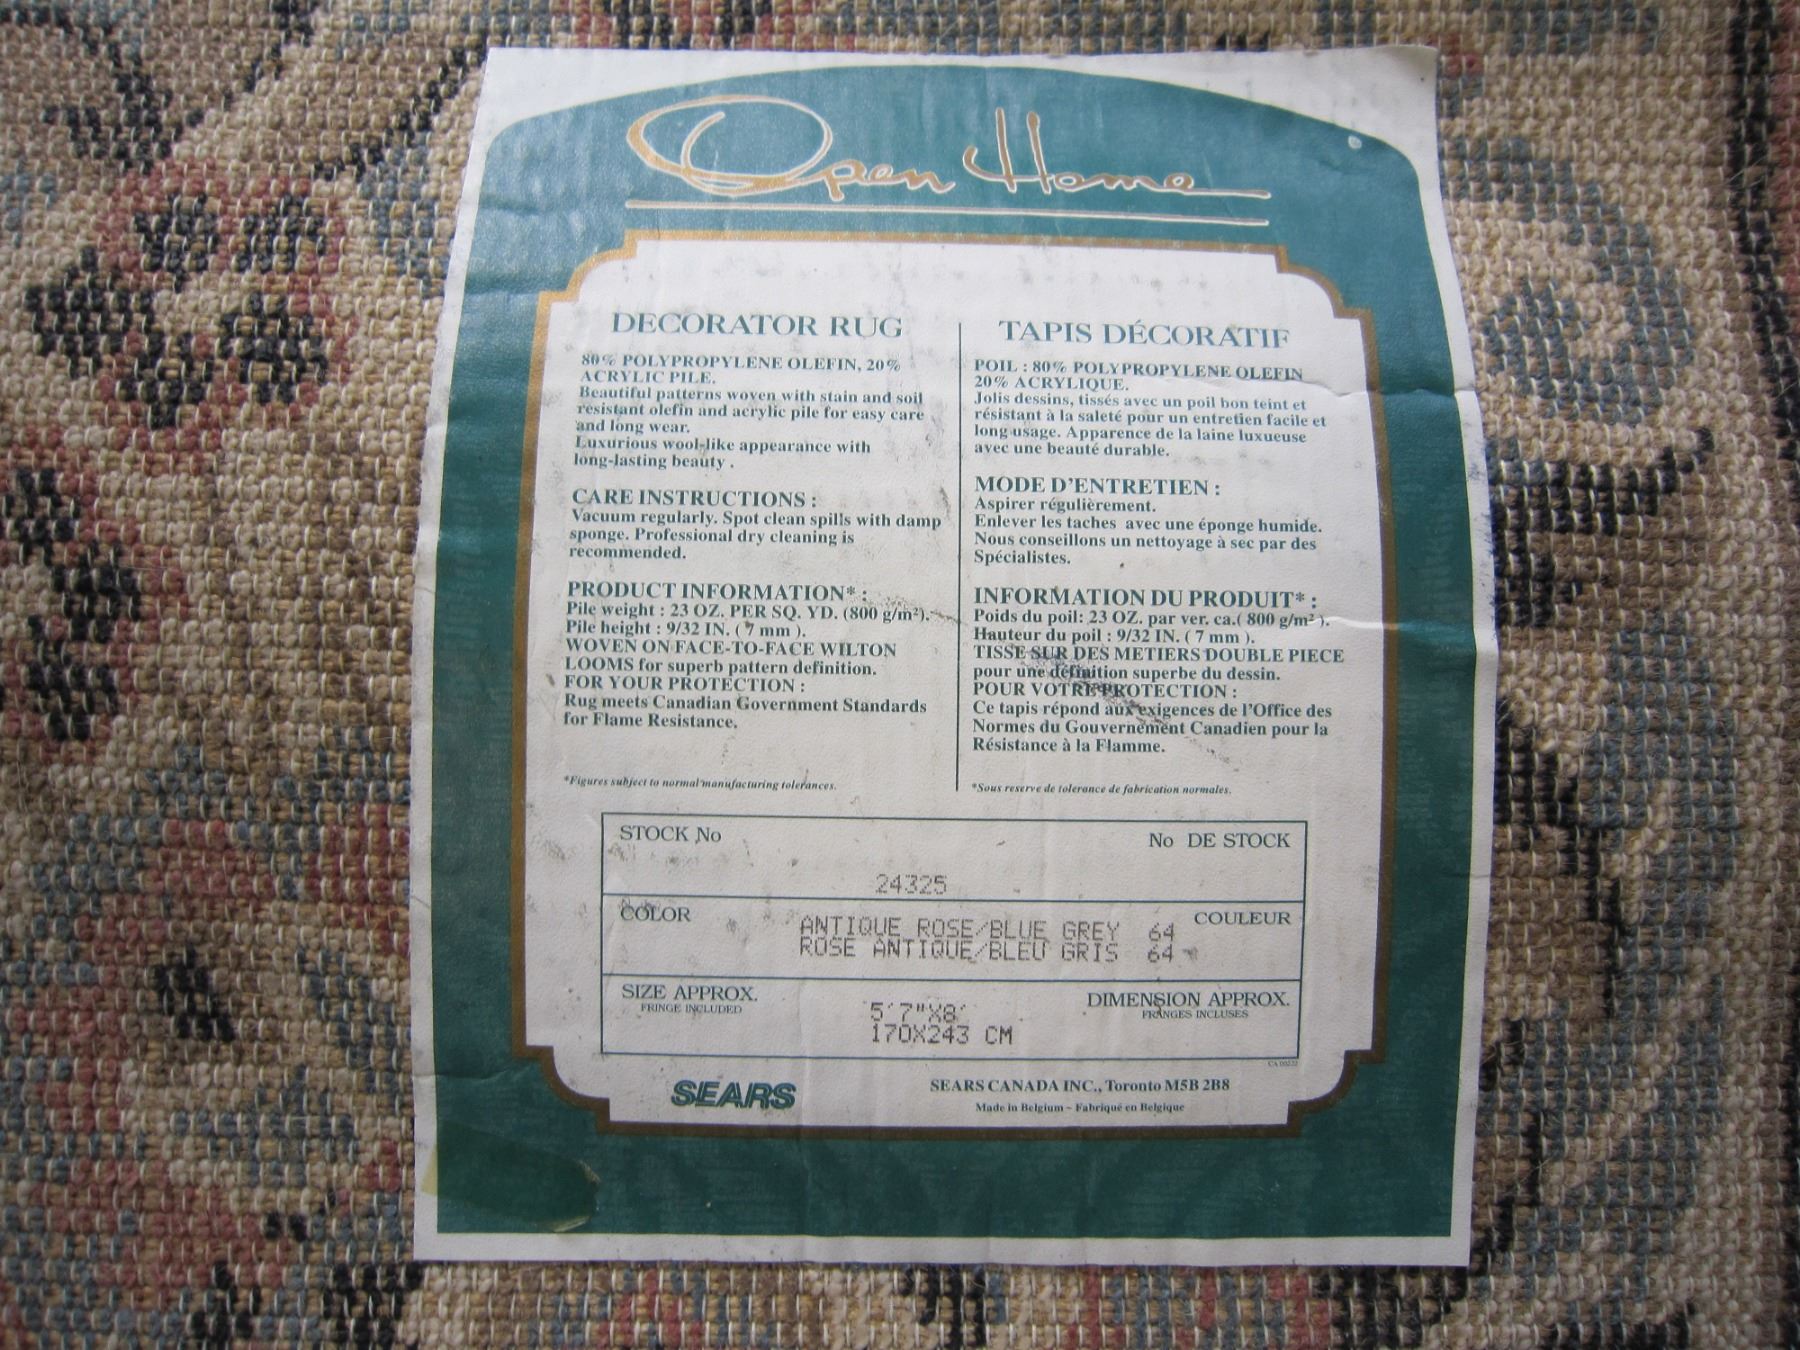 Open Home
DECORATOR RUG
80% POLYPROPYLENE OLEFIN, 20%
ACRYLIC PILE.
Beautiful patterns woven with stain and soil
resistant olefin and acrylic pile for easy care
and long wear.
Luxurious wool-like appearance with
long-lasting beauty .
CARE INSTRUCTIONS :
Vacuum regularly. Spot clean spills with damp
sponge. Professional dry cleaning is
recommended.
PRODUCT INFORMATION* :
Pile weight : 23 OZ. PER SQ. YD. (800 g/m²).
Pile height : 9/32 IN. ( 7 mm ).
WOVEN ON FACE-TO-FACE WILTON
LOOMS for superb pattern definition.
FOR YOUR PROTECTION :
Rug meets Canadian Government Standards
for Flame Resistance.
*Figures subject to normal manufacturing tolerances.
TAPIS DÉCORATIF
POIL : 80% POLYPROPYLENE OLEFIN
20% ACRYLIQUE.
Jolis dessins, tissés avec un poil bon teint et
résistant à la saleté pour un entretien facile et
long usage. Apparence de la laine luxueuse
avec une beauté durable.
MODE D'ENTRETIEN :
Aspirer régulièrement.
Enlever les taches avec une éponge humide.
Nous conseillons un nettoyage à sec par des
Spécialistes.
INFORMATION DU PRODUIT* :
Poids du poil: 23 OZ. par ver. ca.( 800 g/m² ).
Hauteur du poil : 9/32 IN. ( 7 mm ).
TISSE SUR DES METIERS DOUBLE PIECE
pour une définition superbe du dessin.
POUR VOTRE PROTECTION :
Ce tapis répond aux exigences de l'Office des
Normes du Gouvernement Canadien pour la
Résistance à la Flamme.
*Sous reserve de tolerance de fabrication normales.
STOCK No No DE STOCK
24325
COLOR COULEUR
ANTIQUE ROSE/BLUE GREY 64
ROSE ANTIQUE/BLEU GRIS 64
SIZE APPROX. DIMENSION APPROX.
FRINGE INCLUDED FRANGES INCLUSES
5'7"X8'
170X243 CM
CA 00222
SEARS
SEARS CANADA INC., Toronto M5B 2B8
Made in Belgium - Fabriqué en Belgique